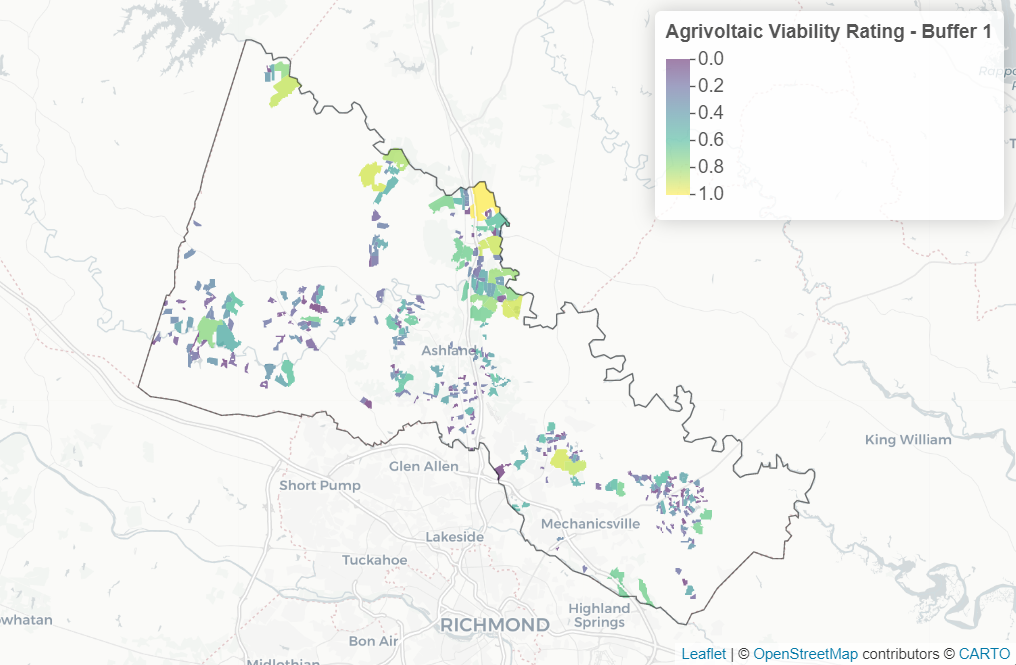 Agrivoltaic Viability Rating - Buffer 1
0.0
0.2
0.4
0.6
0.8
1.0
Ashland
King William
Glen Allen
Short Pump
Mechanicsville
Lakeside
Tuckahoe
Highland
Springs
RICHMOND
whatan
Bon Air
Midlothian
Leaflet | © OpenStreetMap contributors © CARTO